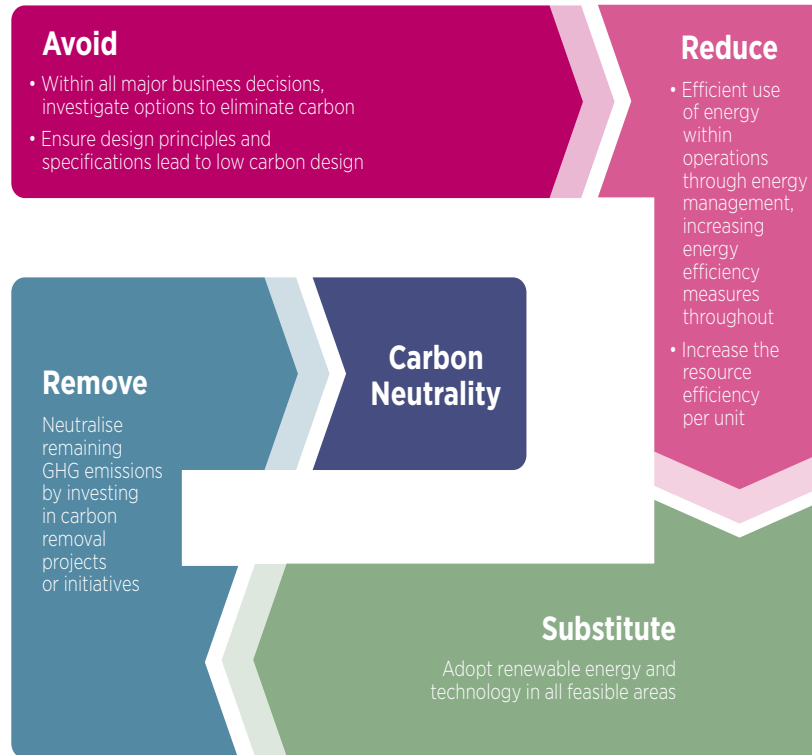 Avoid
• Within all major business decisions,
investigate options to eliminate carbon
• Ensure design principles and
specifications lead to low carbon design
Reduce
• Efficient use
of energy
within
operations
through energy
management,
increasing
energy
efficiency
measures
throughout
• Increase the
resource
efficiency
per unit
Substitute
Adopt renewable energy and
technology in all feasible areas
Remove
Neutralise
remaining
GHG emissions
by investing
in carbon
removal
projects
or initiatives
Carbon
Neutrality